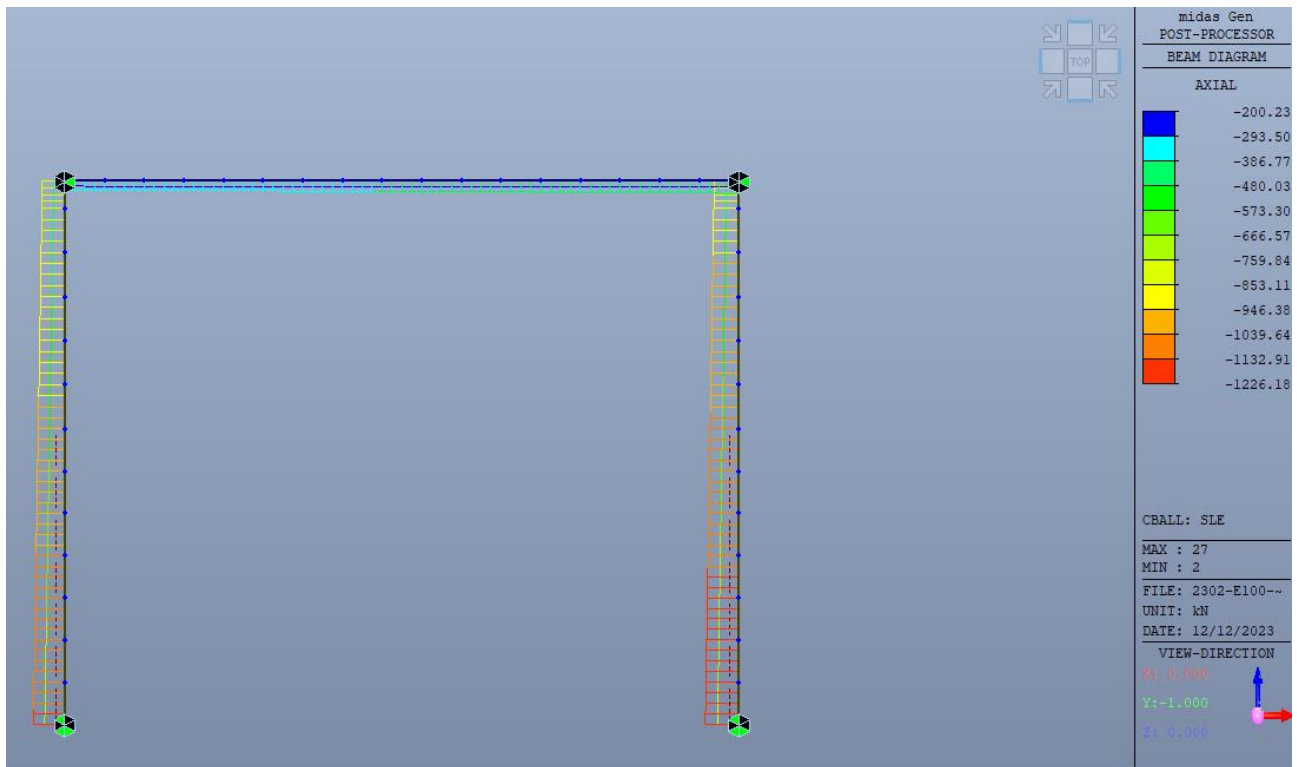 midas Gen
POST-PROCESSOR
BEAM DIAGRAM
AXIAL
-200.23
-293.50
-386.77
-480.03
-573.30
-666.57
-759.84
-853.11
-946.38
-1039.64
-1132.91
-1226.18
TOP
CBALL: SLE
MAX : 27
MIN : 2
FILE: 2302-E100-~
UNIT: kN
DATE: 12/12/2023
VIEW-DIRECTION
X: 0.000
Y:-1.000
Z: 0.000